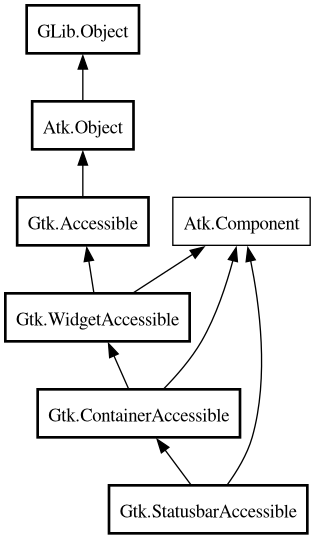 GLib.Object
Atk.Object
Gtk.Accessible
Atk.Component
Gtk.WidgetAccessible
Gtk.ContainerAccessible
Gtk.StatusbarAccessible